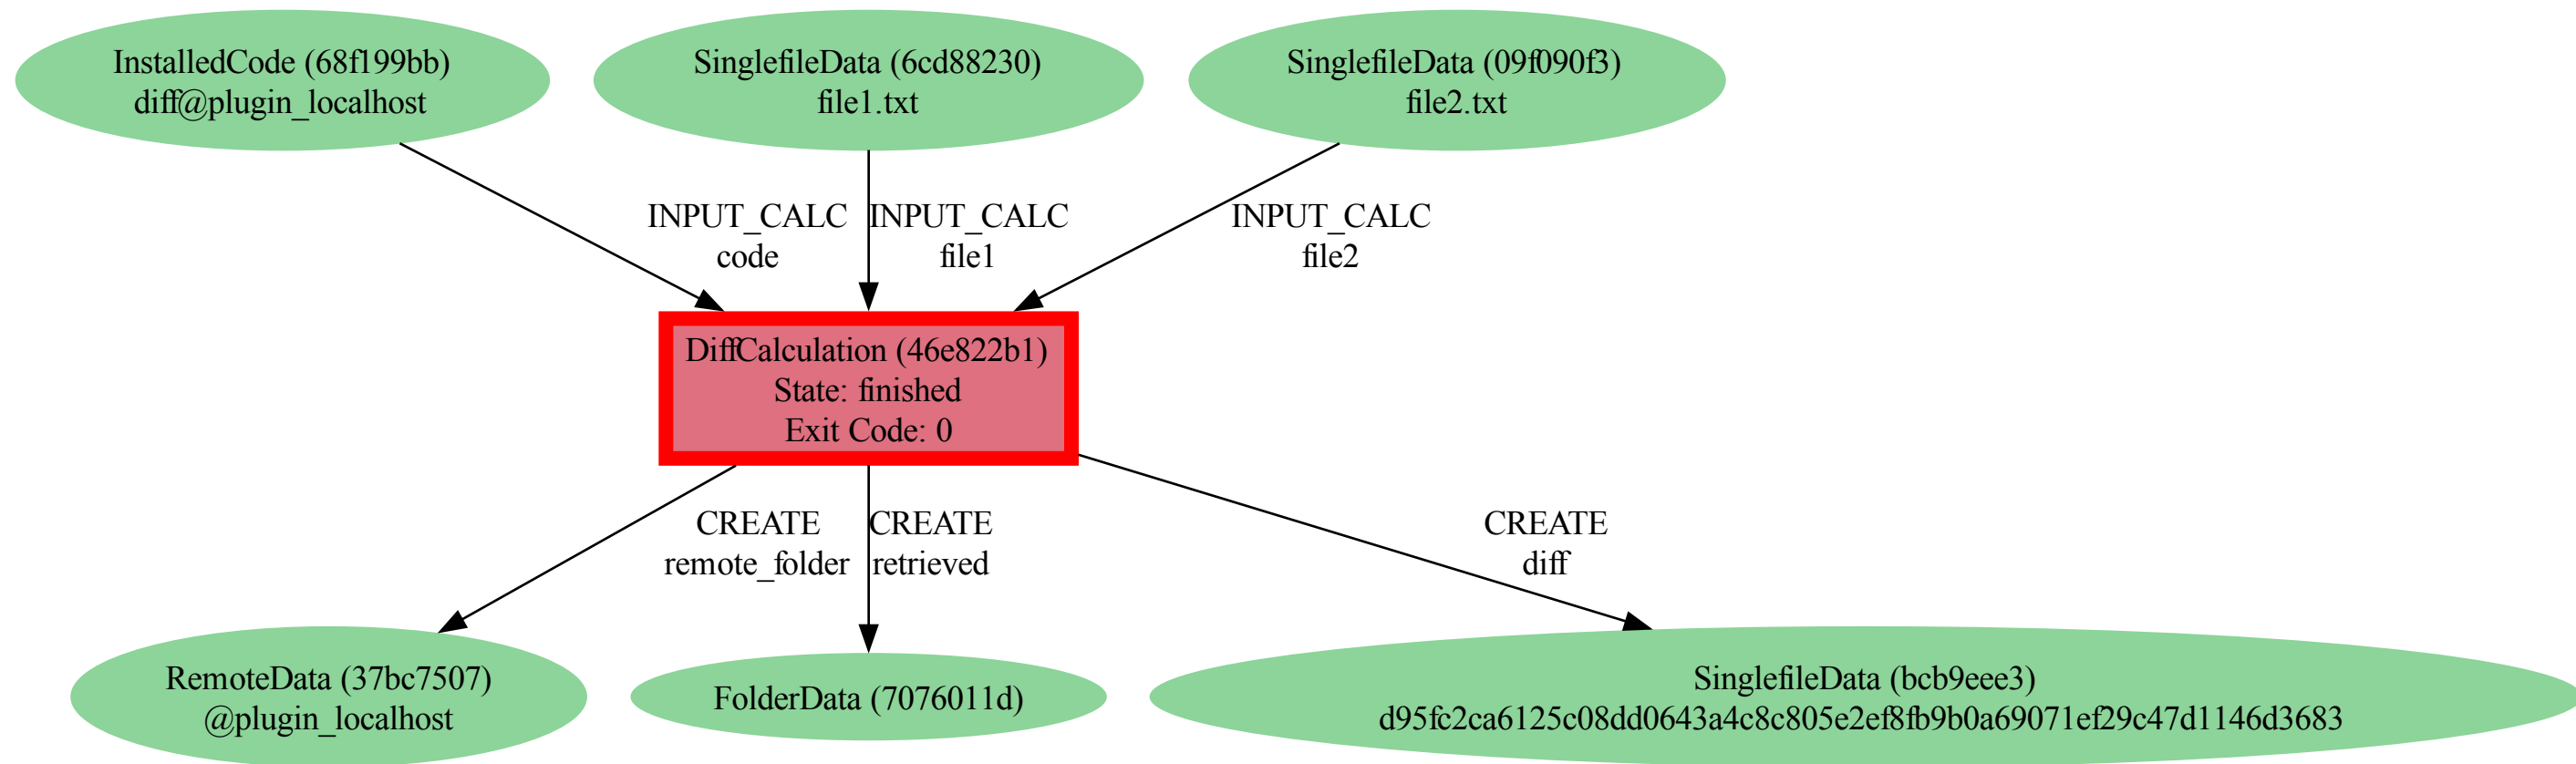 InstalledCode (68f199bb)
diff@plugin_localhost
SinglefileData (6cd88230)
file1.txt
SinglefileData (09f090f3)
file2.txt
INPUT_CALC
code
INPUT_CALC
file1
INPUT_CALC
file2
DiffCalculation (46e822b1)
State: finished
Exit Code: 0
CREATE
remote_folder
CREATE
retrieved
CREATE
diff
RemoteData (37bc7507)
@plugin_localhost
FolderData (7076011d)
SinglefileData (bcb9eee3)
d95fc2ca6125c08dd0643a4c8c805e2ef8fb9b0a69071ef29c47d1146d3683